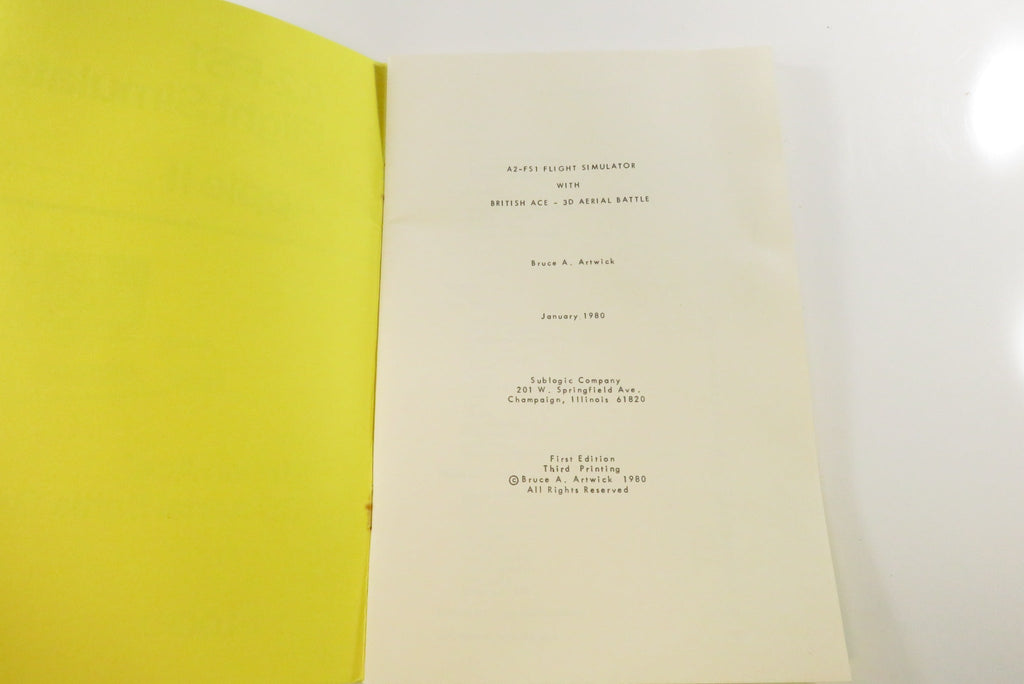 A2-FS1 FLIGHT SIMULATOR
WITH
BRITISH ACE - 3D AERIAL BATTLE
Bruce A. Artwick
January 1980
Sublogic Company
201 W. Springfield Ave.
Champaign, Illinois 61820
First Edition
Third Printing
©Bruce A. Artwick 1980
All Rights Reserved